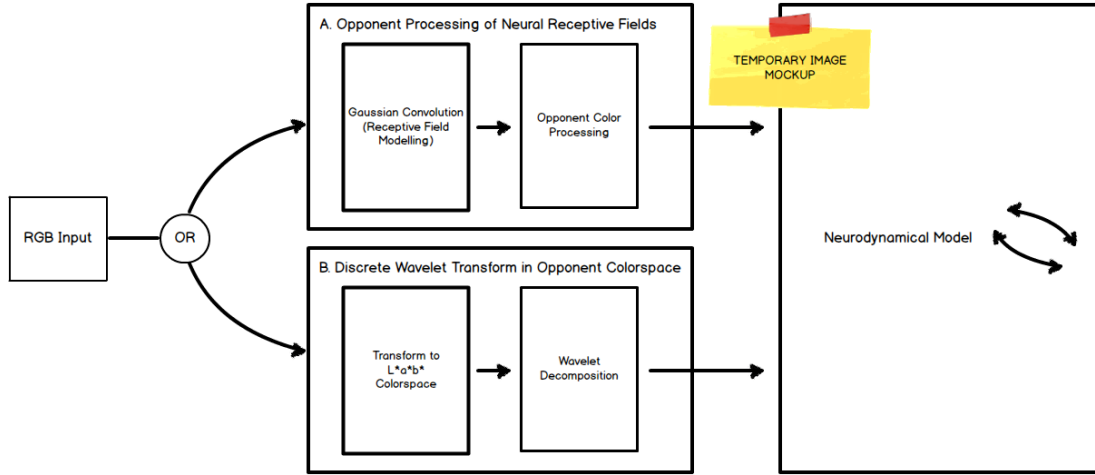 A. Opponent Processing of Neural Receptive Fields
Gaussian Convolution
(Receptive Field
Modelling)
Opponent Color
Processing
TEMPORARY IMAGE
MOCKUP
RGB Input
OR
Neurodynamical Model
B. Discrete Wavelet Transform in Opponent Colorspace
Transform to
L*a*b*
Colorspace
Wavelet
Decomposition